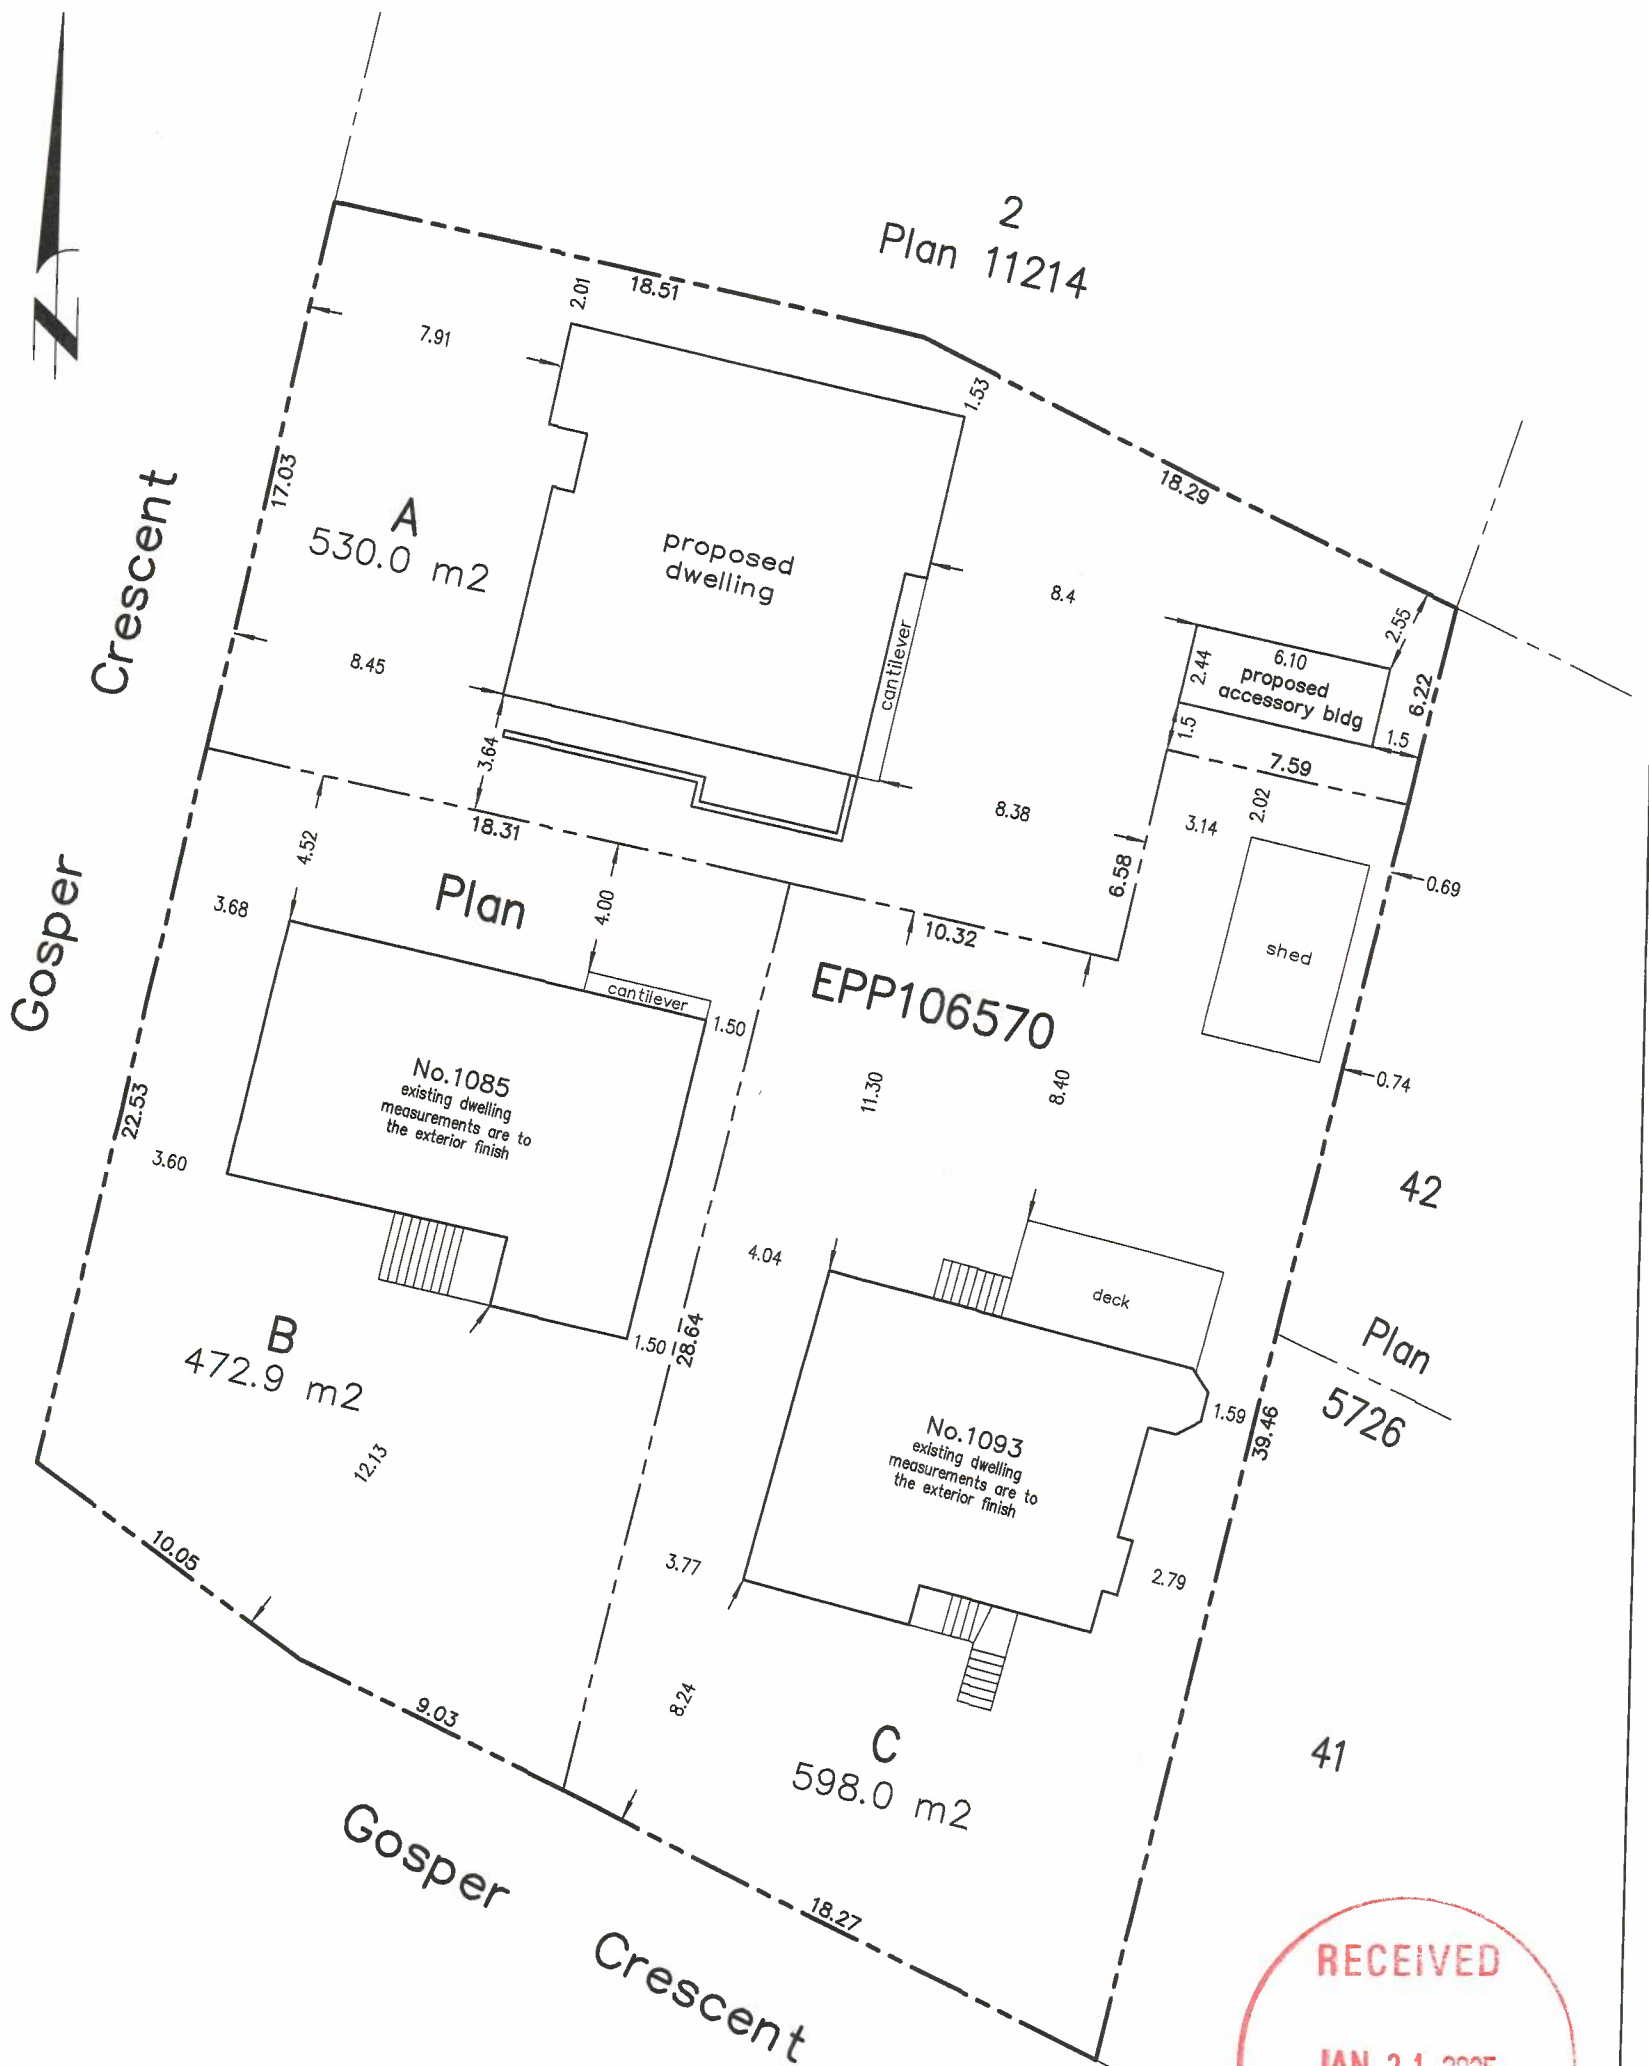 2
Plan 11214
18.51
2.01
7.91
1.53
18.29
17.03
A
530.0 m2
proposed
dwelling
8.4
cantilever
8.45
3.64
2.55
6.10
2.44
proposed
accessory bldg
6.22
1.5
1.5
7.59
2.02
3.14
8.38
6.58
18.31
Crescent
Gosper
4.52
3.68
Plan
4.00
10.32
EPP106570
0.69
shed
cantilever
1.50
0.74
No.1085
existing dwelling
measurements are to
the exterior finish
11.30
8.40
22.53
3.60
42
4.04
deck
B
472.9 m2
1.50
28.64
Plan
5726
1.59
39.46
No.1093
existing dwelling
measurements are to
the exterior finish
12.13
10.05
3.77
2.79
8.24
9.03
C
598.0 m2
41
Gosper
Crescent
18.27
RECEIVED
JAN 21
N